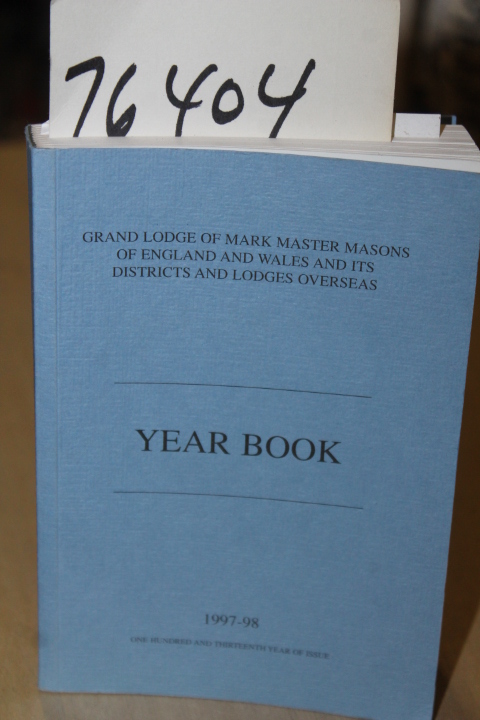 76404
GRAND LODGE OF MARK MASTER MASONS
OF ENGLAND AND WALES AND ITS
DISTRICTS AND LODGES OVERSEAS
YEAR BOOK
1997-98
ONE HUNDRED AND THIRTEENTH YEAR OF ISSUE